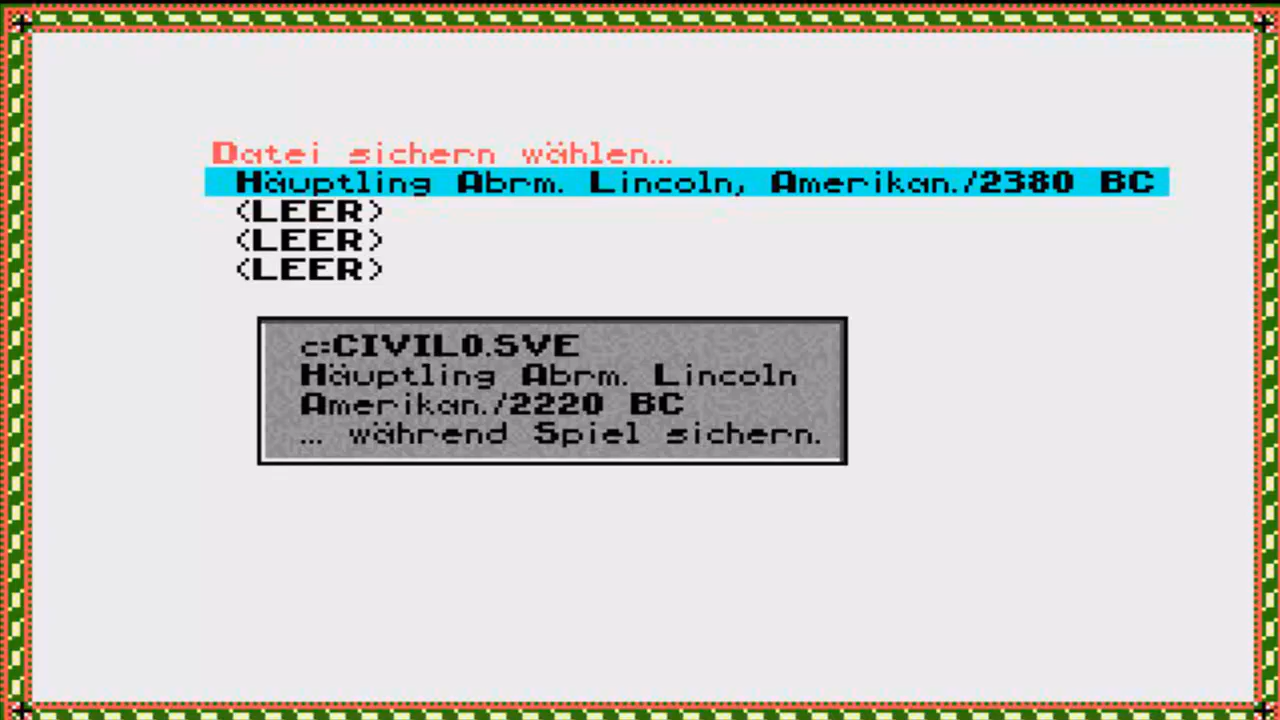 Datei sichern wählen...
Häuptling Abrm. Lincoln, Amerikan./2380 BC
(LEER)
(LEER)
(LEER)
c:CIVIL0.SVE
Häuptling Abrm. Lincoln
Amerikan./2220 BC
... während Spiel sichern.